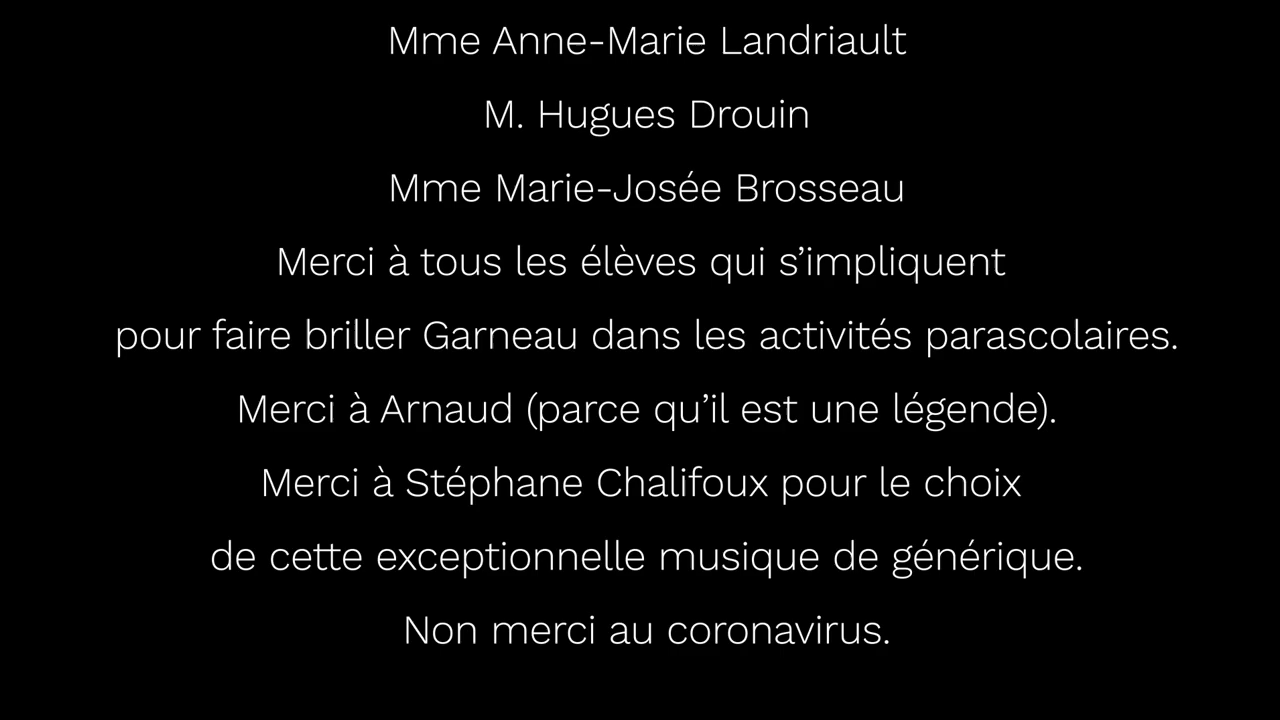 Mme Anne-Marie Landriault
M. Hugues Drouin
Mme Marie-Josée Brosseau
Merci à tous les élèves qui s’impliquent
pour faire briller Garneau dans les activités parascolaires.
Merci à Arnaud (parce qu’il est une légende).
Merci à Stéphane Chalifoux pour le choix
de cette exceptionnelle musique de générique.
Non merci au coronavirus.